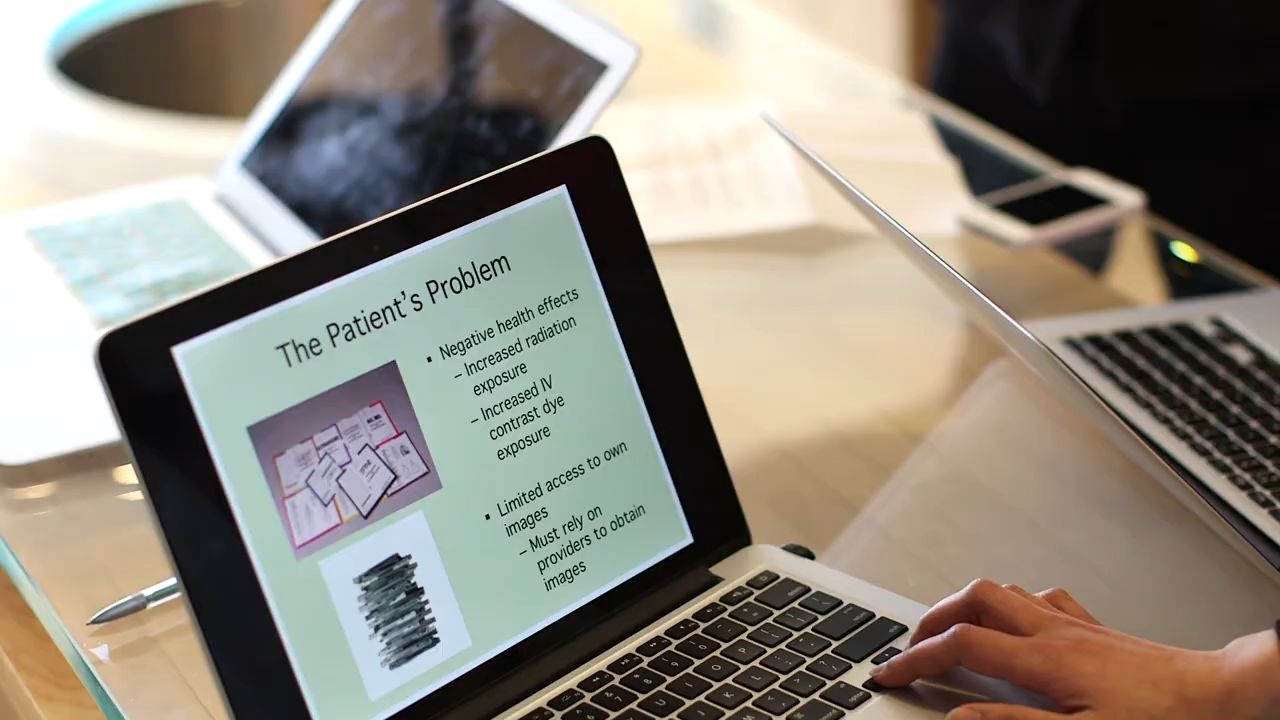 The Patient's Problem
▪ Negative health effects
– Increased radiation
exposure
– Increased IV
contrast dye
exposure
▪ Limited access to own
images
– Must rely on
providers to obtain
images